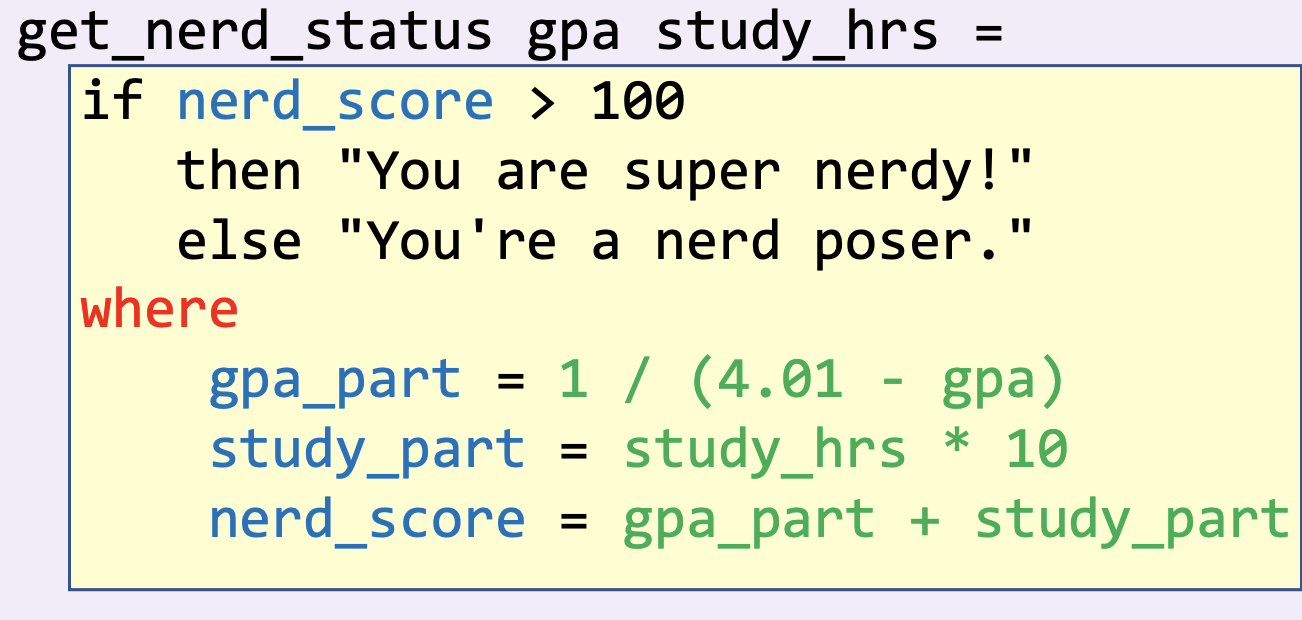 get_nerd_status gpa study_hrs =
if nerd_score > 100
then "You are super nerdy!"
else "You're a nerd poser."
where
gpa_part = 1 / (4.01 - gpa)
study_part = study_hrs * 10
nerd_score = gpa_part + study_part